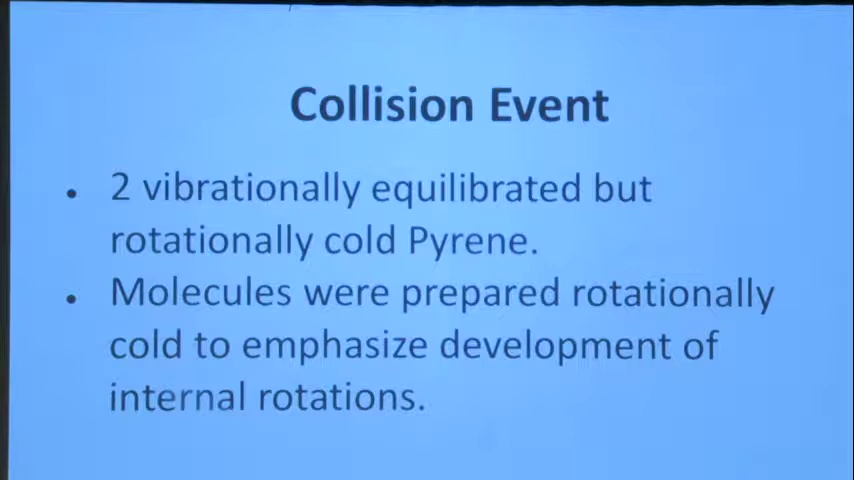 Collision Event
• 2 vibrationally equilibrated but
rotationally cold Pyrene.
• Molecules were prepared rotationally
cold to emphasize development of
internal rotations.